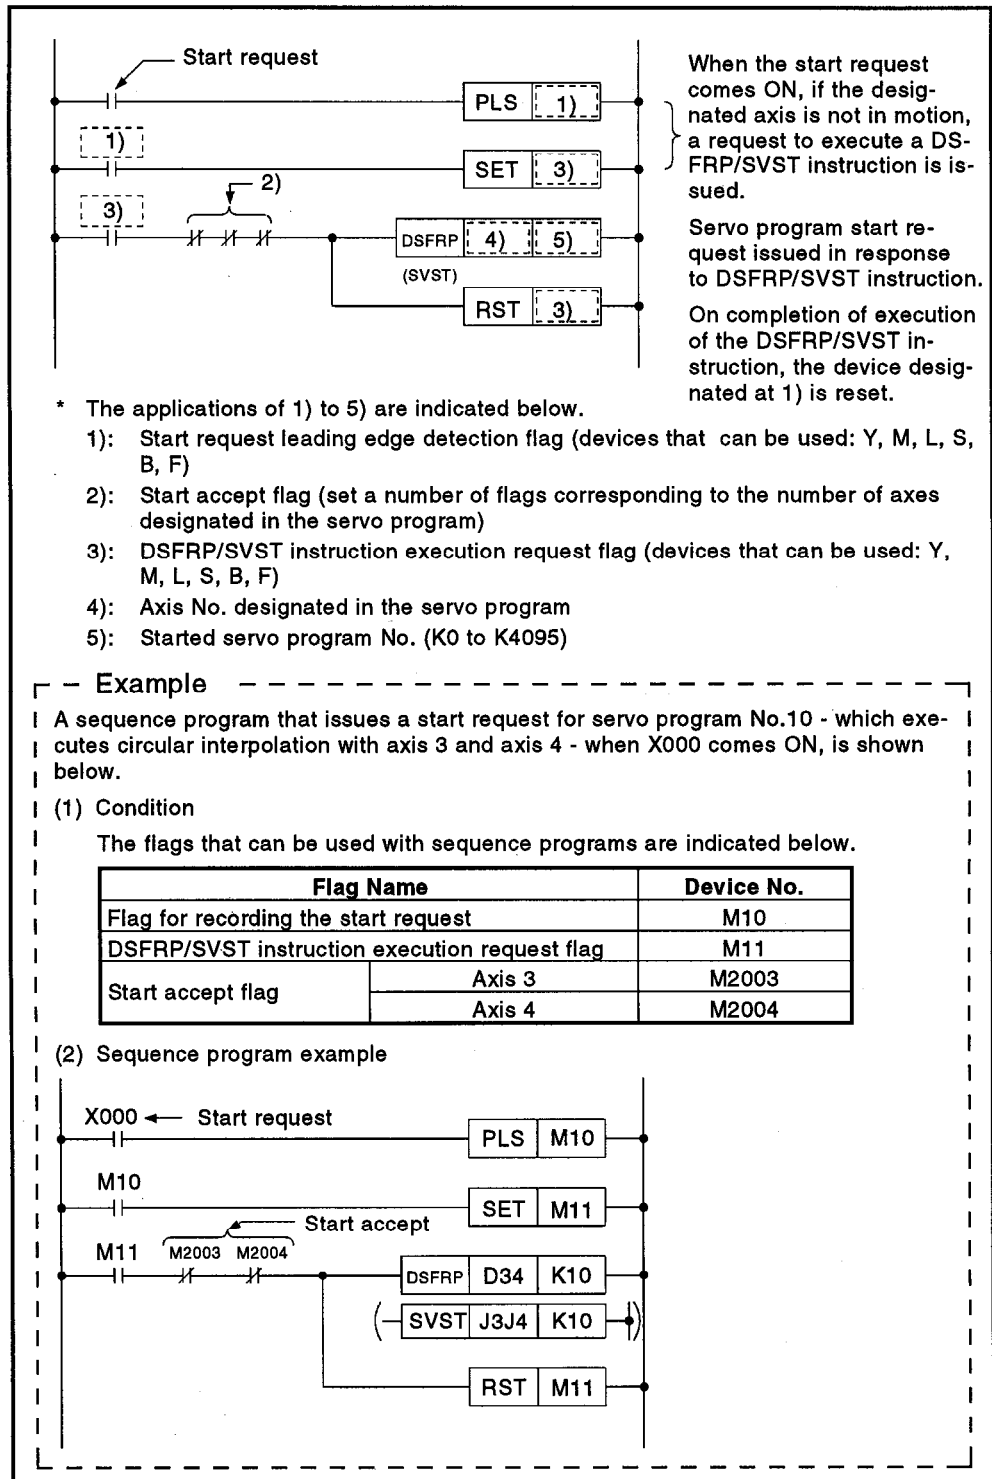 Start request
PLS 1)
1)
SET 3)
2)
3)
DSFRP 4) 5)
(SVST)
RST 3)
When the start request
comes ON, if the desig-
nated axis is not in motion,
a request to execute a DS-
FRP/SVST instruction is is-
sued.
Servo program start re-
quest issued in response
to DSFRP/SVST instruction.
On completion of execution
of the DSFRP/SVST in-
struction, the device desig-
nated at 1) is reset.
* The applications of 1) to 5) are indicated below.
1): Start request leading edge detection flag (devices that can be used: Y, M, L, S,
B, F)
2): Start accept flag (set a number of flags corresponding to the number of axes
designated in the servo program)
3): DSFRP/SVST instruction execution request flag (devices that can be used: Y,
M, L, S, B, F)
4): Axis No. designated in the servo program
5): Started servo program No. (K0 to K4095)
Example
A sequence program that issues a start request for servo program No.10 - which exe-
cutes circular interpolation with axis 3 and axis 4 - when X000 comes ON, is shown
below.
(1) Condition
The flags that can be used with sequence programs are indicated below.
Flag Name Device No.
Flag for recording the start request M10
DSFRP/SVST instruction execution request flag M11
Start accept flag Axis 3 M2003
Axis 4 M2004
(2) Sequence program example
X000 Start request
PLS M10
M10
SET M11
Start accept
M11 M2003 M2004
DSFRP D34 K10
SVST J3J4 K10
RST M11